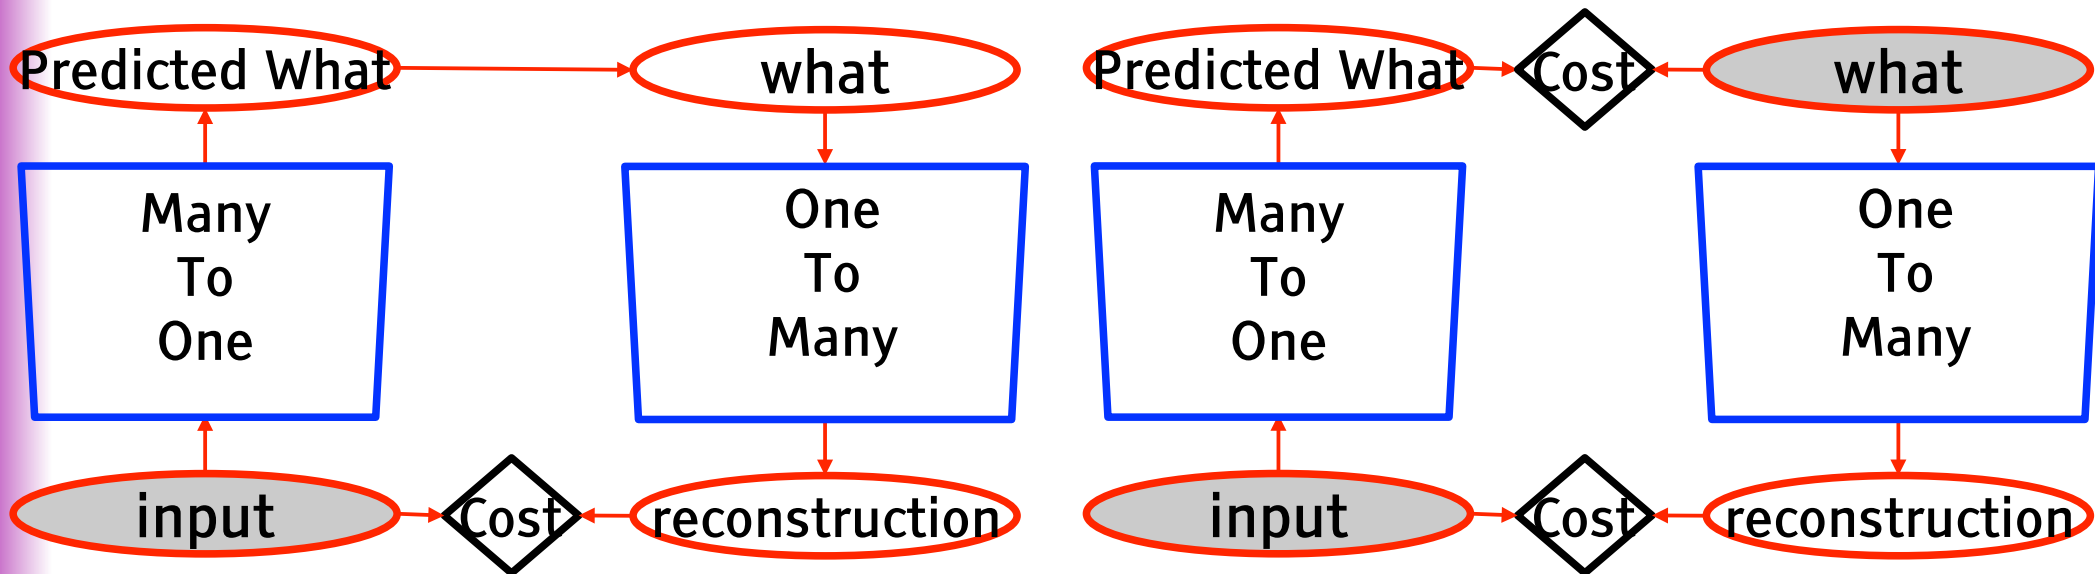 Predicted What
what
Many
To
One
One
To
Many
input
Cost
reconstruction
Predicted What
Cost
what
Many
To
One
One
To
Many
input
Cost
reconstruction